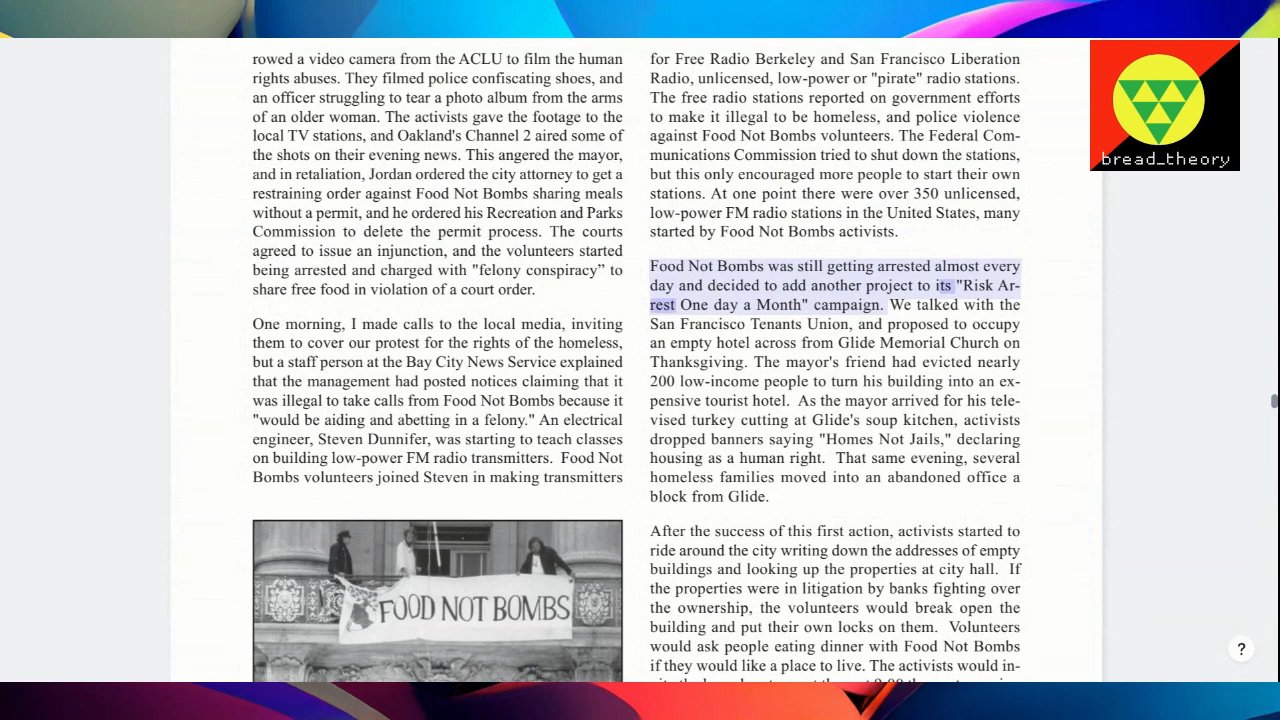 rowed a video camera from the ACLU to film the human
rights abuses. They filmed police confiscating shoes, and
an officer struggling to tear a photo album from the arms
of an older woman. The activists gave the footage to the
local TV stations, and Oakland's Channel 2 aired some of
the shots on their evening news. This angered the mayor,
and in retaliation, Jordan ordered the city attorney to get a
restraining order against Food Not Bombs sharing meals
without a permit, and he ordered his Recreation and Parks
Commission to delete the permit process. The courts
agreed to issue an injunction, and the volunteers started
being arrested and charged with "felony conspiracy” to
share free food in violation of a court order.
One morning, I made calls to the local media, inviting
them to cover our protest for the rights of the homeless,
but a staff person at the Bay City News Service explained
that the management had posted notices claiming that it
was illegal to take calls from Food Not Bombs because it
"would be aiding and abetting in a felony." An electrical
engineer, Steven Dunnifer, was starting to teach classes
on building low-power FM radio transmitters.  Food Not
Bombs volunteers joined Steven in making transmitters
FOOD NOT BOMBS
for Free Radio Berkeley and San Francisco Liberation
Radio, unlicensed, low-power or "pirate" radio stations.
The free radio stations reported on government efforts
to make it illegal to be homeless, and police violence
against Food Not Bombs volunteers. The Federal Com-
munications Commission tried to shut down the stations,
but this only encouraged more people to start their own
stations. At one point there were over 350 unlicensed,
low-power FM radio stations in the United States, many
started by Food Not Bombs activists.
Food Not Bombs was still getting arrested almost every
day and decided to add another project to its "Risk Ar-
rest One day a Month" campaign. We talked with the
San Francisco Tenants Union, and proposed to occupy
an empty hotel across from Glide Memorial Church on
Thanksgiving. The mayor's friend had evicted nearly
200 low-income people to turn his building into an ex-
pensive tourist hotel.  As the mayor arrived for his tele-
vised turkey cutting at Glide's soup kitchen, activists
dropped banners saying "Homes Not Jails," declaring
housing as a human right.  That same evening, several
homeless families moved into an abandoned office a
block from Glide.
After the success of this first action, activists started to
ride around the city writing down the addresses of empty
buildings and looking up the properties at city hall.  If
the properties were in litigation by banks fighting over
the ownership, the volunteers would break open the
building and put their own locks on them.  Volunteers
would ask people eating dinner with Food Not Bombs
if they would like a place to live. The activists would in-
bread_theory
?